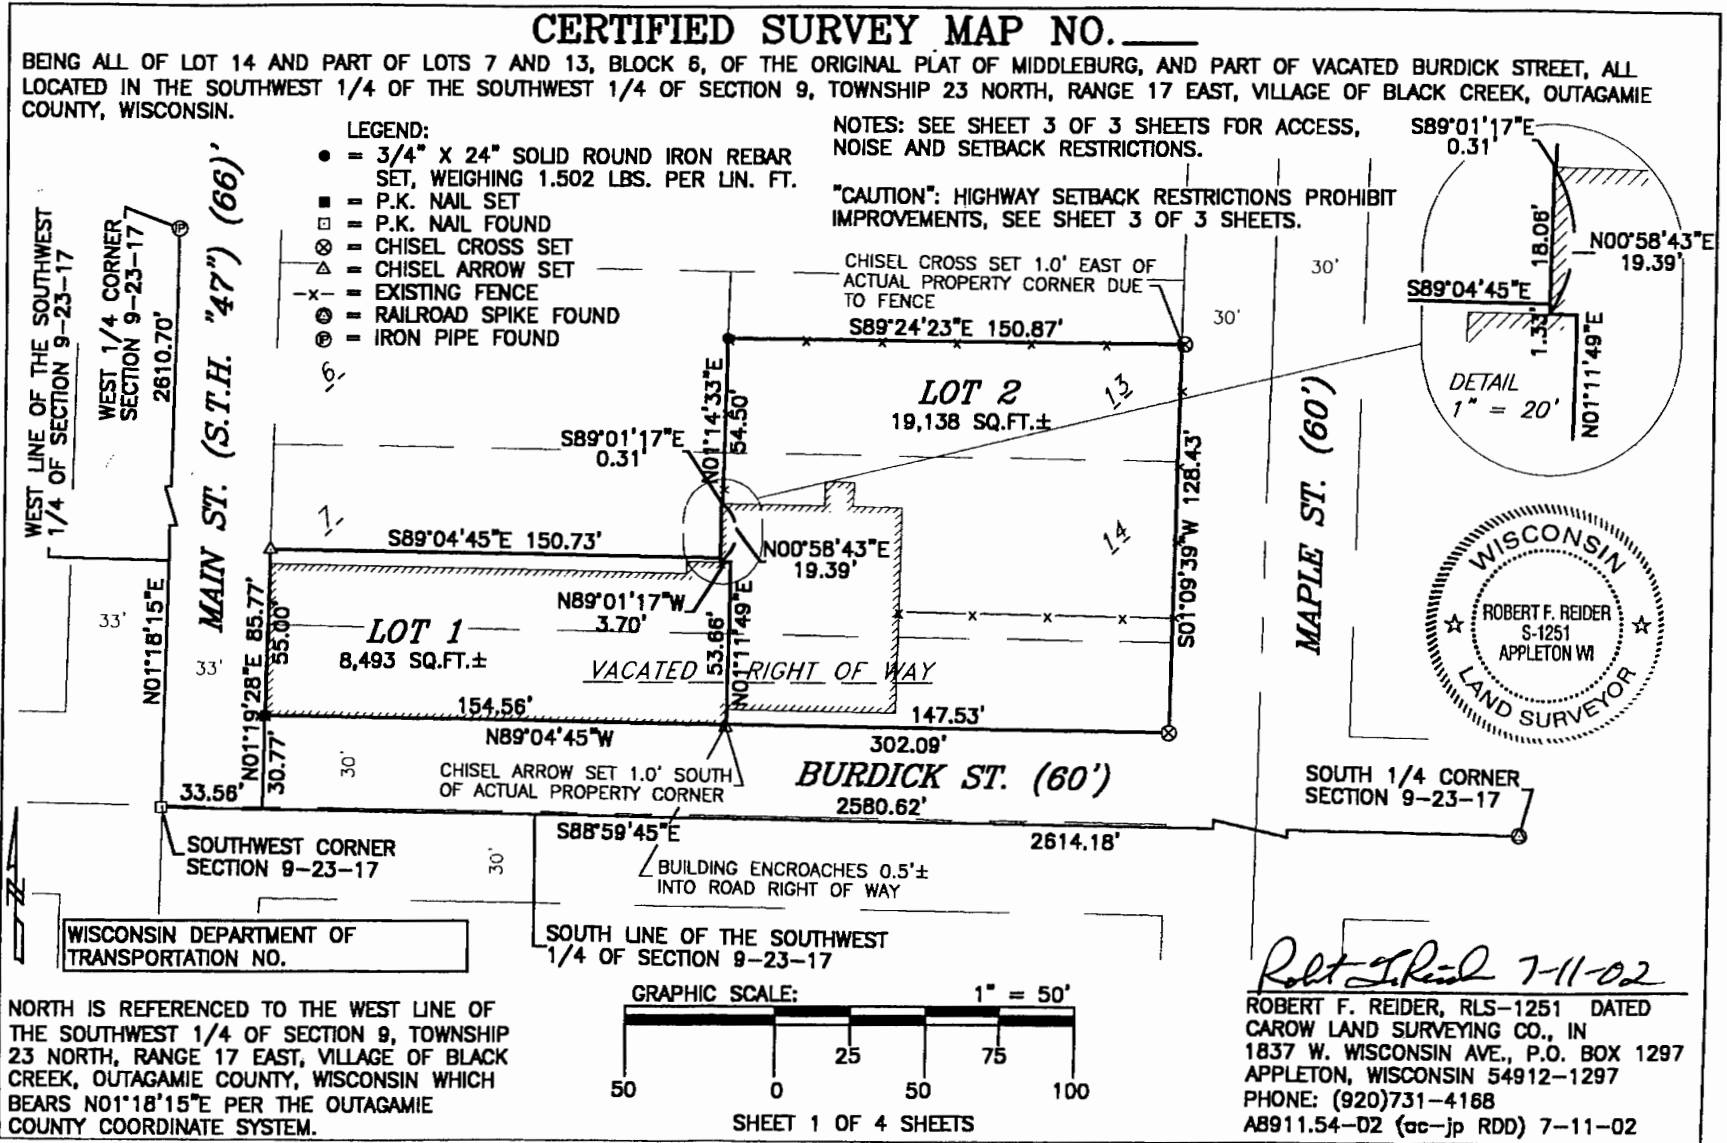 CERTIFIED SURVEY MAP NO.____
BEING ALL OF LOT 14 AND PART OF LOTS 7 AND 13, BLOCK 6, OF THE ORIGINAL PLAT OF MIDDLEBURG, AND PART OF VACATED BURDICK STREET, ALL
LOCATED IN THE SOUTHWEST 1/4 OF THE SOUTHWEST 1/4 OF SECTION 9, TOWNSHIP 23 NORTH, RANGE 17 EAST, VILLAGE OF BLACK CREEK, OUTAGAMIE
COUNTY, WISCONSIN.
LEGEND:
● = 3/4" X 24" SOLID ROUND IRON REBAR
SET, WEIGHING 1.502 LBS. PER LIN. FT.
■ = P.K. NAIL SET
□ = P.K. NAIL FOUND
⊗ = CHISEL CROSS SET
△ = CHISEL ARROW SET
-x- = EXISTING FENCE
= RAILROAD SPIKE FOUND
Ⓟ = IRON PIPE FOUND
NOTES: SEE SHEET 3 OF 3 SHEETS FOR ACCESS,
NOISE AND SETBACK RESTRICTIONS.
"CAUTION": HIGHWAY SETBACK RESTRICTIONS PROHIBIT
IMPROVEMENTS, SEE SHEET 3 OF 3 SHEETS.
CHISEL CROSS SET 1.0' EAST OF
ACTUAL PROPERTY CORNER DUE
TO FENCE
S89°01'17"E
0.31'
18.06'
N00°58'43"E
19.39'
S89°04'45"E
1.33'
N01°11'49"E
DETAIL
1" = 20'
WEST LINE OF THE SOUTHWEST
1/4 OF SECTION 9-23-17
WEST 1/4 CORNER
SECTION 9-23-17
IP
2610.70'
MAIN ST. (S.T.H. "47") (66)'
N01°18'15"E
33'
33'
6
7
13
14
30'
30'
S89°24'23"E 150.87'
LOT 2
19,138 SQ.FT.±
N01°14'33"E
54.50'
S89°01'17"E
0.31'
S01°09'39"W 128.43'
MAPLE ST. (60')
S89°04'45"E 150.73'
N00°58'43"E
19.39'
N89°01'17"W
3.70'
LOT 1
8,493 SQ.FT.±
N01°19'28"E 85.77'
55.00'
30.77'
53.66'
N01°11'49"E
VACATED RIGHT OF WAY
154.56'
N89°04'45"W
147.53'
302.09'
30'
CHISEL ARROW SET 1.0' SOUTH
OF ACTUAL PROPERTY CORNER
BURDICK ST. (60')
33.56'
2580.62'
S88°59'45"E
2614.18'
30'
SOUTHWEST CORNER
SECTION 9-23-17
BUILDING ENCROACHES 0.5'±
INTO ROAD RIGHT OF WAY
SOUTH 1/4 CORNER
SECTION 9-23-17
WISCONSIN
ROBERT F. REIDER
S-1251
APPLETON WI
LAND SURVEYOR
N
WISCONSIN DEPARTMENT OF
TRANSPORTATION NO.
SOUTH LINE OF THE SOUTHWEST
1/4 OF SECTION 9-23-17
NORTH IS REFERENCED TO THE WEST LINE OF
THE SOUTHWEST 1/4 OF SECTION 9, TOWNSHIP
23 NORTH, RANGE 17 EAST, VILLAGE OF BLACK
CREEK, OUTAGAMIE COUNTY, WISCONSIN WHICH
BEARS N01°18'15"E PER THE OUTAGAMIE
COUNTY COORDINATE SYSTEM.
GRAPHIC SCALE: 1" = 50'
25 75
50 0 50 100
SHEET 1 OF 4 SHEETS
7-11-02
ROBERT F. REIDER, RLS-1251 DATED
CAROW LAND SURVEYING CO., IN
1837 W. WISCONSIN AVE., P.O. BOX 1297
APPLETON, WISCONSIN 54912-1297
PHONE: (920)731-4168
A8911.54-02 (ac-jp RDD) 7-11-02